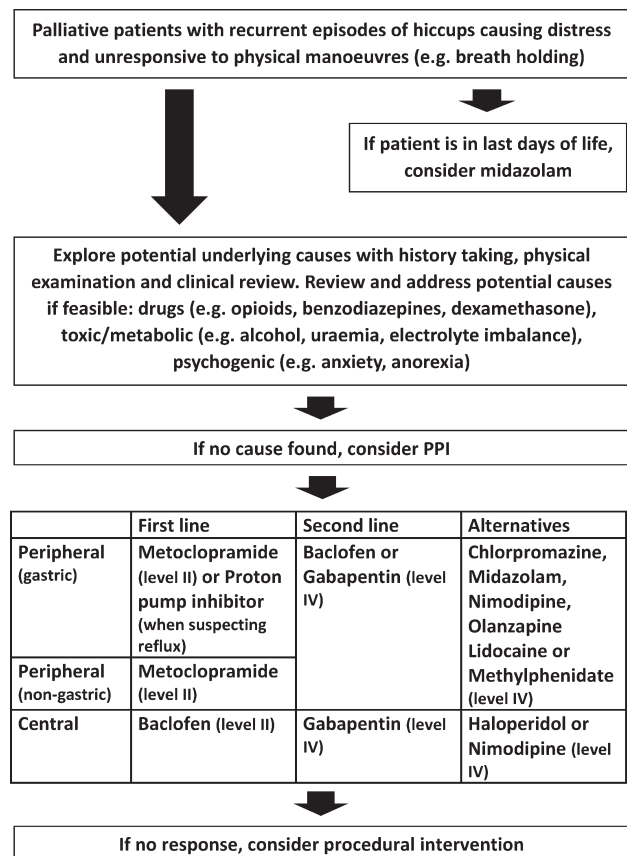 Palliative patients with recurrent episodes of hiccups causing distress
and unresponsive to physical manoeuvres (e.g. breath holding)
If patient is in last days of life,
consider midazolam
Explore potential underlying causes with history taking, physical
examination and clinical review. Review and address potential causes
if feasible: drugs (e.g. opioids, benzodiazepines, dexamethasone),
toxic/metabolic (e.g. alcohol, uraemia, electrolyte imbalance),
psychogenic (e.g. anxiety, anorexia)
If no cause found, consider PPI
First line
Second line
Alternatives
Peripheral
(gastric)
Metoclopramide
(level II) or Proton
pump inhibitor
(when suspecting
reflux)
Baclofen or
Gabapentin (level
IV)
Chlorpromazine,
Midazolam,
Nimodipine,
Olanzapine
Lidocaine or
Methylphenidate
(level IV)
Peripheral
(non-gastric)
Metoclopramide
(level II)
Central
Baclofen (level II)
Gabapentin (level
IV)
Haloperidol or
Nimodipine (level
IV)
If no response, consider procedural intervention